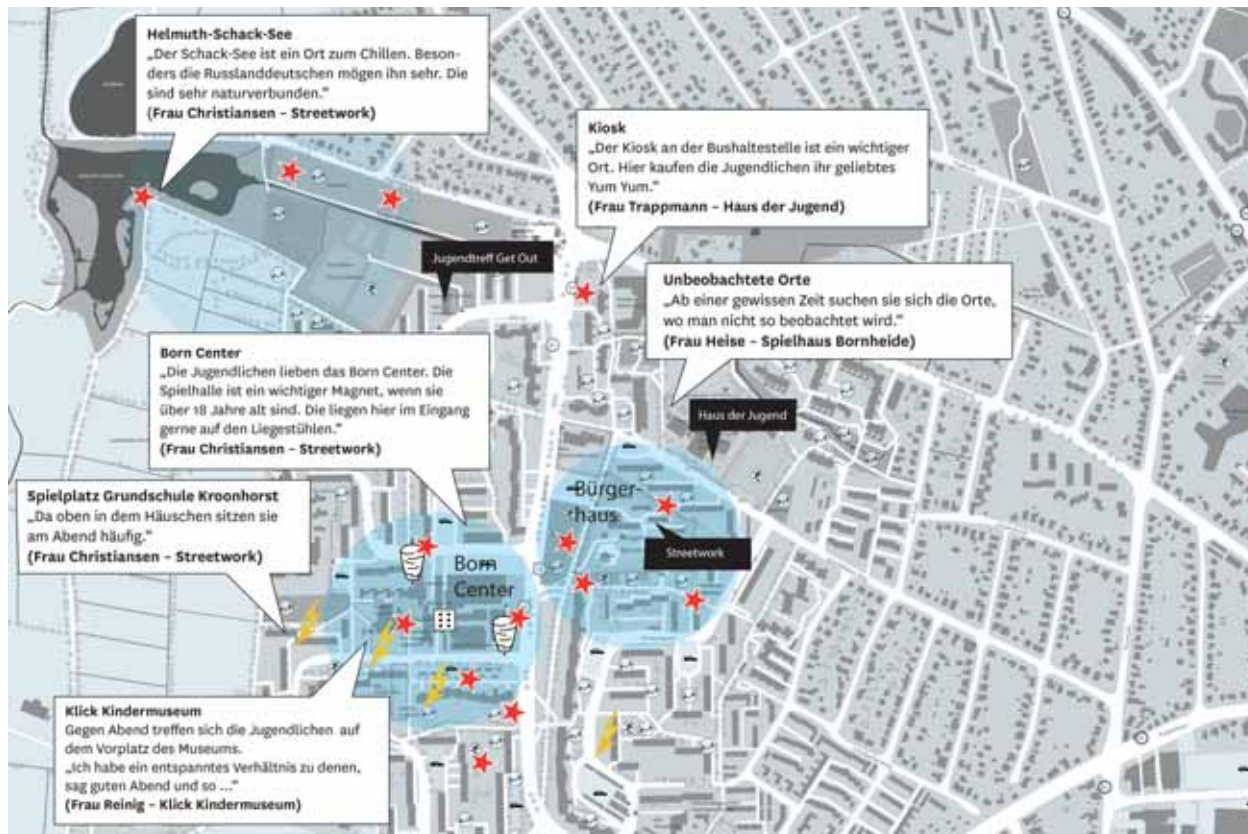 Helmuth-Schack-See
„Der Schack-See ist ein Ort zum Chillen. Beson-
ders die Russlanddeutschen mögen ihn sehr. Die
sind sehr naturverbunden.“
(Frau Christiansen – Streetwork)
Kiosk
„Der Kiosk an der Bushaltestelle ist ein wichtiger
Ort. Hier kaufen die Jugendlichen ihr geliebtes
Yum Yum.“
(Frau Trappmann – Haus der Jugend)
Jugendtreff Get Out
Unbeobachtete Orte
„Ab einer gewissen Zeit suchen sie sich die Orte,
wo man nicht so beobachtet wird.“
(Frau Heise – Spielhaus Bornheide)
Born Center
„Die Jugendlichen lieben das Born Center. Die
Spielhalle ist ein wichtiger Magnet, wenn sie
über 18 Jahre alt sind. Die liegen hier im Eingang
gerne auf den Liegestühlen.“
(Frau Christiansen – Streetwork)
Haus der Jugend
Spielplatz Grundschule Kroonhorst
„Da oben in dem Häuschen sitzen sie
am Abend häufig.“
(Frau Christiansen – Streetwork)
Bürger-
haus
Streetwork
Born
Center
Klick Kindermuseum
Gegen Abend treffen sich die Jugendlichen auf
dem Vorplatz des Museums.
„Ich habe ein entspanntes Verhältnis zu denen,
sag guten Abend und so ...“
(Frau Reinig – Klick Kindermuseum)